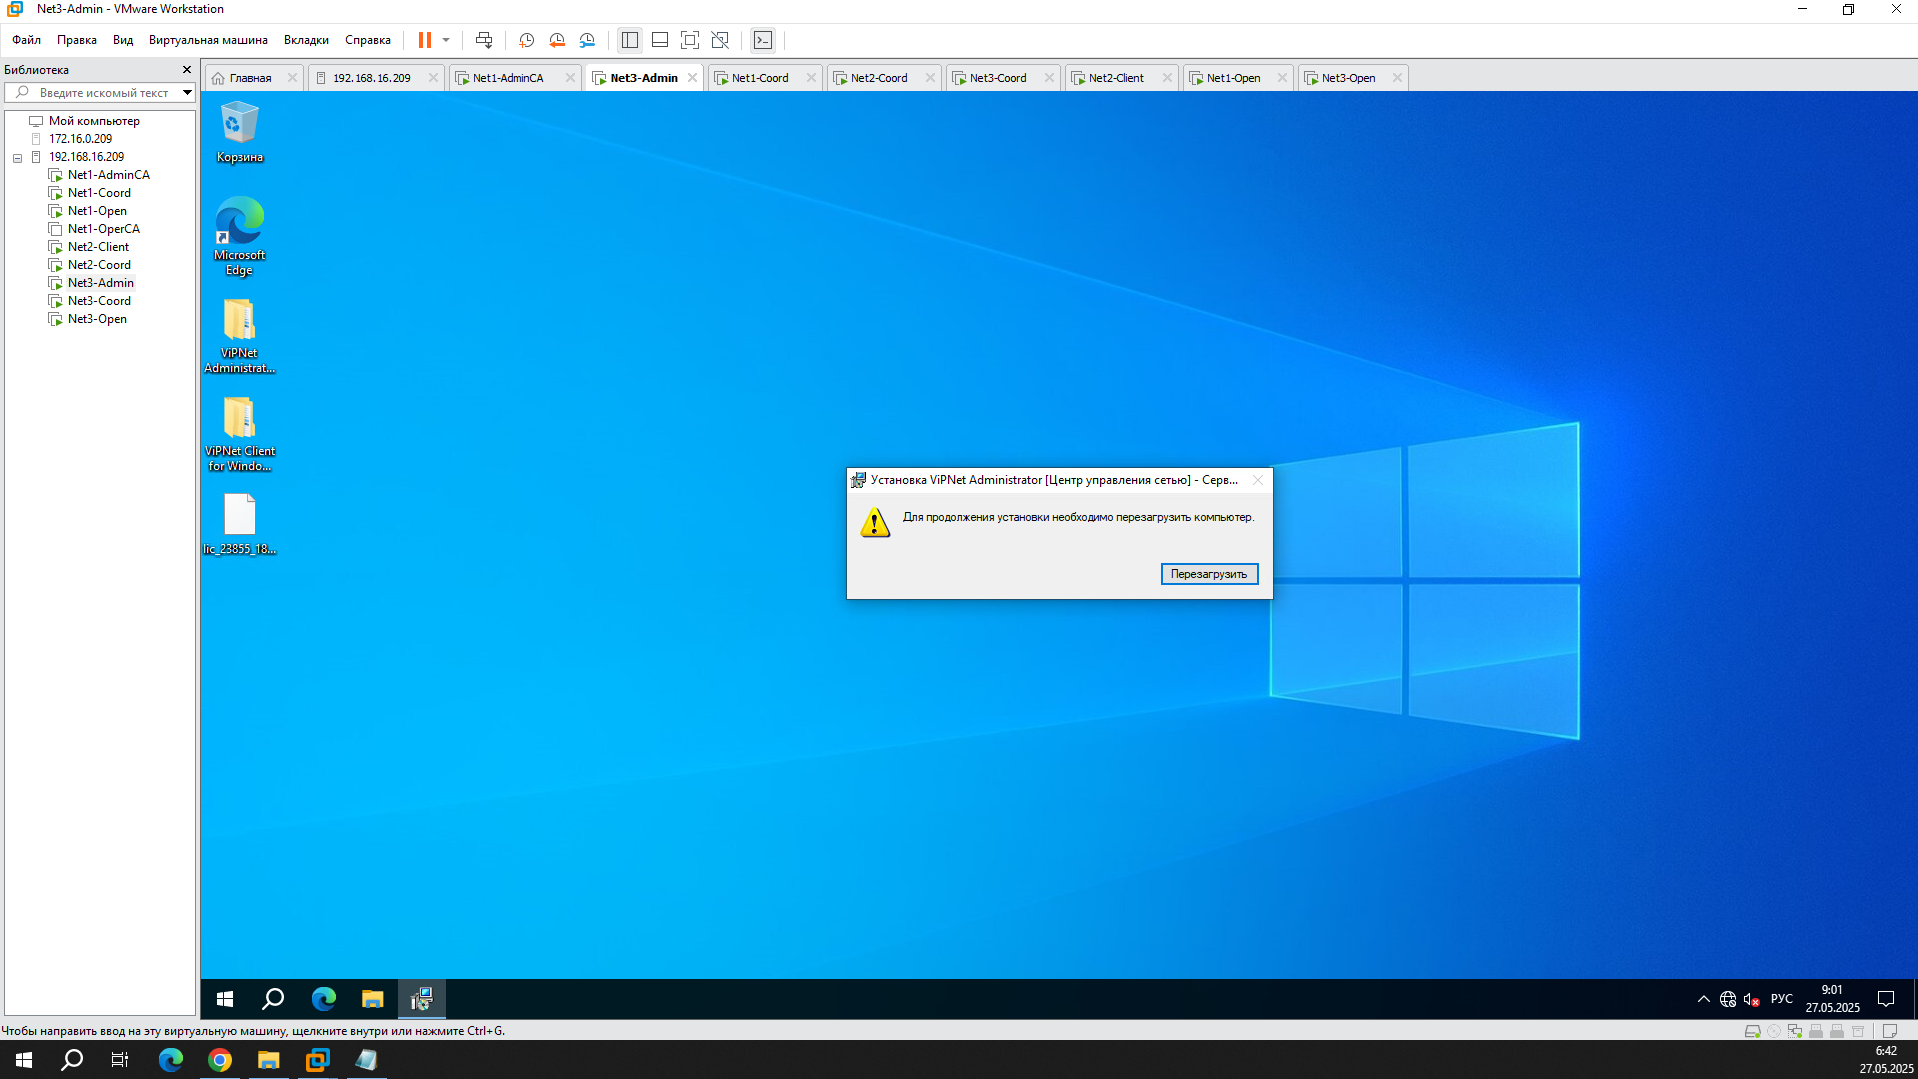 Net3-Admin - VMware Workstation
Файл Правка Вид Виртуальная машина Вкладки Справка
Библиотека
Введите искомый текст
Мой компьютер
172.16.0.209
192.168.16.209
Net1-AdminCA
Net1-Coord
Net1-Open
Net1-OperCA
Net2-Client
Net2-Coord
Net3-Admin
Net3-Coord
Net3-Open
Главная 192.168.16.209 Net1-AdminCA Net3-Admin Net1-Coord Net2-Coord Net3-Coord Net2-Client Net1-Open Net3-Open
Корзина
Microsoft
Edge
ViPNet
Administrat...
ViPNet Client
for Windo...
lic_23855_18...
Установка ViPNet Administrator [Центр управления сетью] - Серв...
Для продолжения установки необходимо перезагрузить компьютер.
Перезагрузить
РУС
9:01
27.05.2025
Чтобы направить ввод на эту виртуальную машину, щелкните внутри или нажмите Ctrl+G.
6:42
27.05.2025